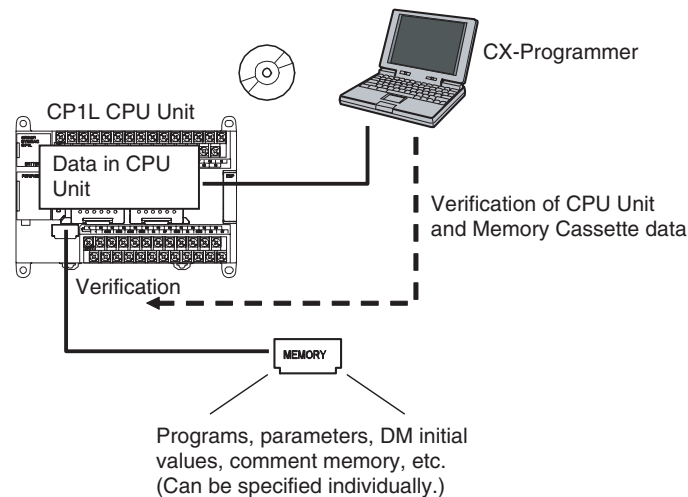 CX-Programmer
CP1L CPU Unit
Data in CPU
Unit
Verification of CPU Unit
and Memory Cassette data
Verification
MEMORY
Programs, parameters, DM initial
values, comment memory, etc.
(Can be specified individually.)